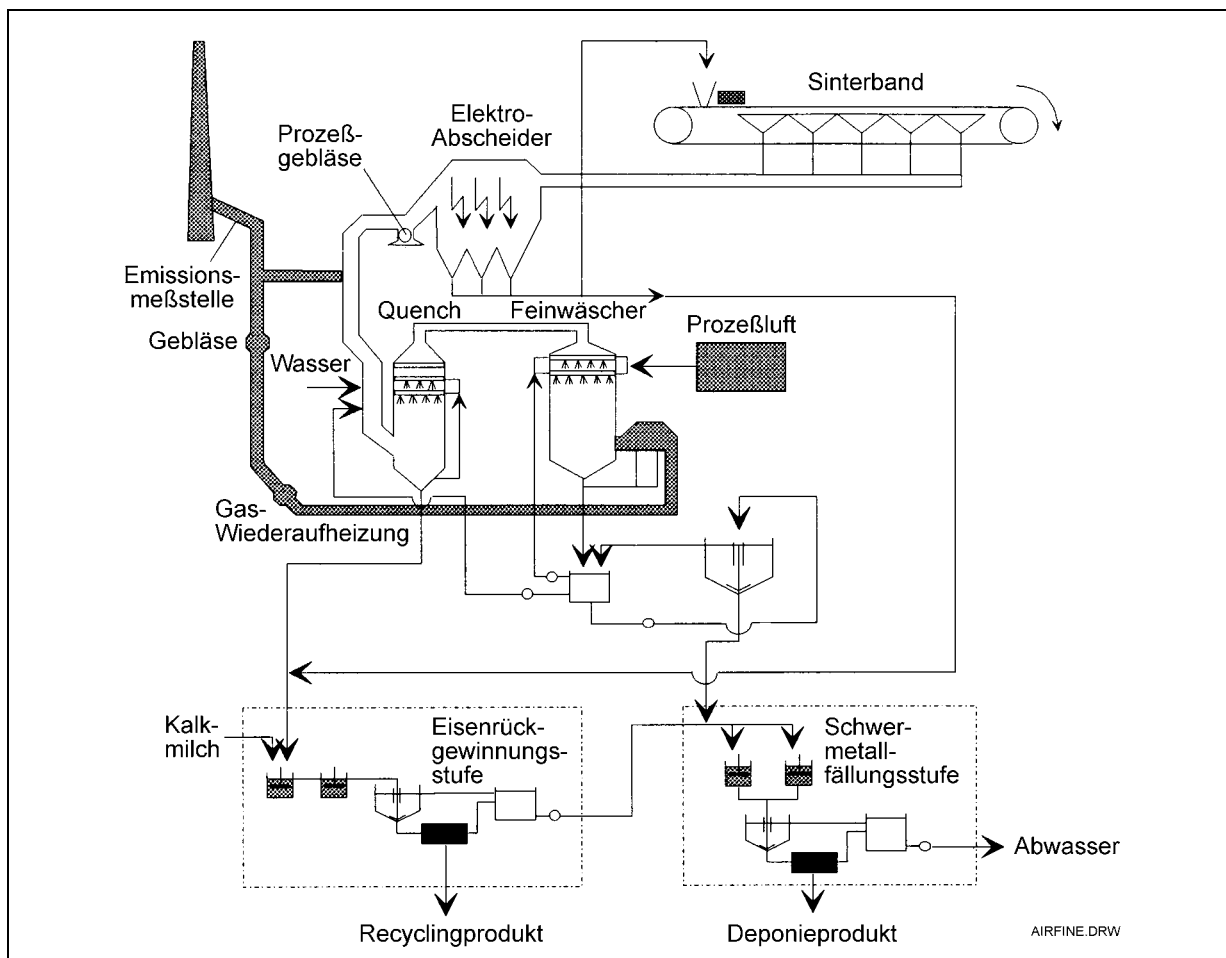 Sinterband
Elektro-
Abscheider
Prozeß-
gebläse
Emissions-
meßstelle
Quench
Feinwäscher
Prozeßluft
Gebläse
Wasser
Gas-
Wiederaufheizung
Kalk-
milch
Eisenrück-
gewinnungs-
stufe
Schwer-
metall-
fällungsstufe
Abwasser
Recyclingprodukt
Deponieprodukt
AIRFINE.DRW